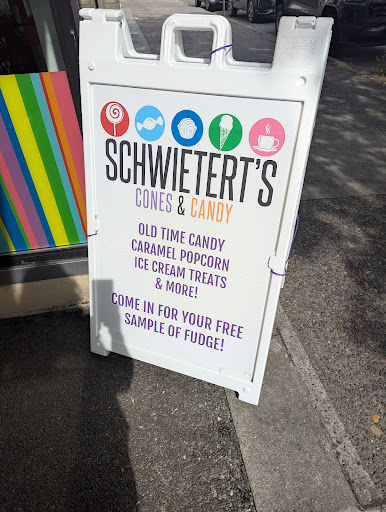 SCHWIETERT'S
CONES & CANDY
OLD TIME CANDY
CARAMEL POPCORN
ICE CREAM TREATS
& MORE!
COME IN FOR YOUR FREE
SAMPLE OF FUDGE!